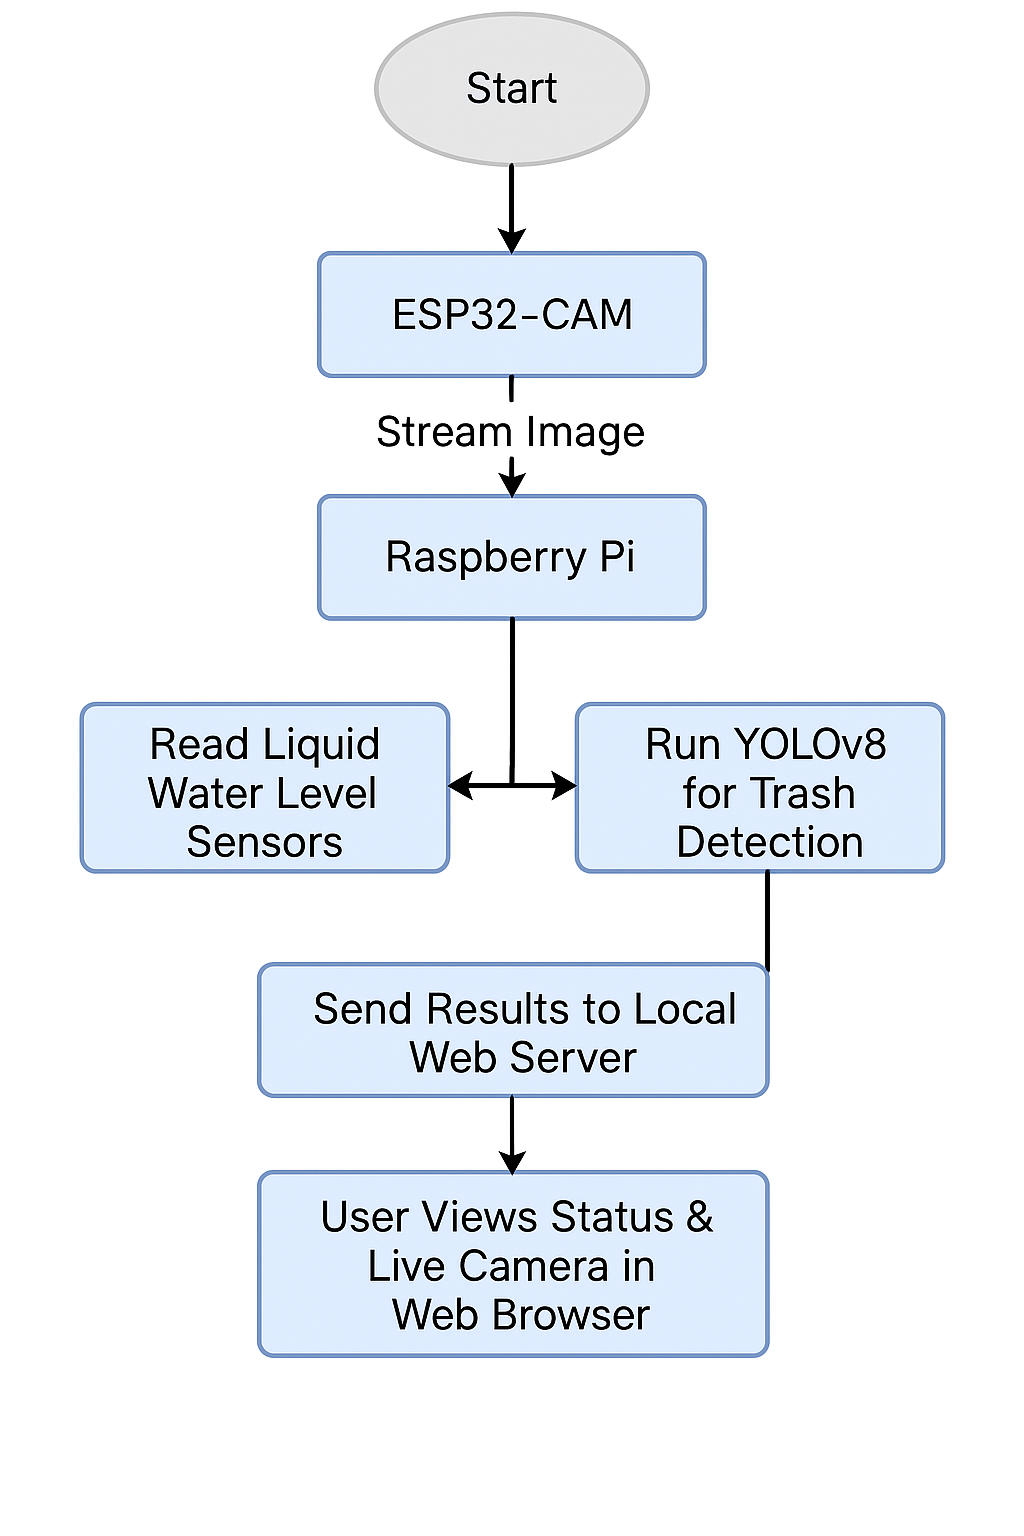 Start
ESP32–CAM
Stream Image
Raspberry Pi
Read Liquid
Water Level
Sensors
Run YOLOv8
for Trash
Detection
Send Results to Local
Web Server
User Views Status &
Live Camera in
Web Browser